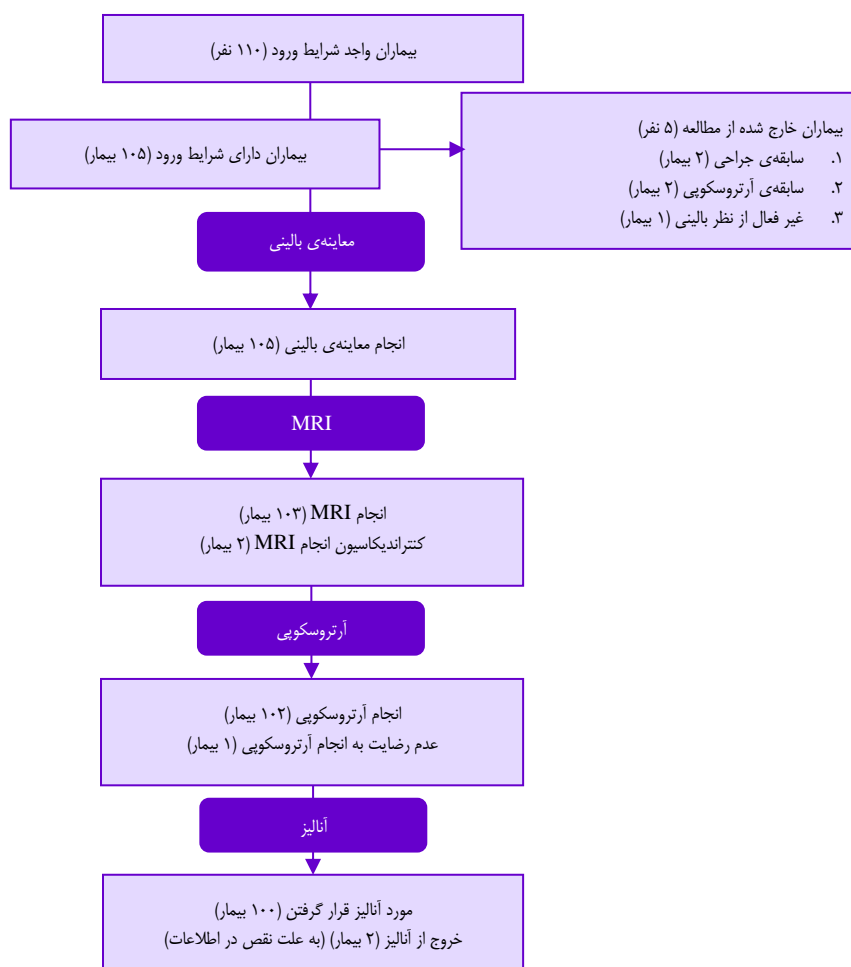 بیماران واجد شرایط ورود (۱۱۰ نفر)
بیماران دارای شرایط ورود (۱۰۵ بیمار)
بیماران خارج شده از مطالعه (۵ نفر)
۱. سابقه‌ی جراحی (۲ بیمار)
۲. سابقه‌ی آرتروسکوپی (۲ بیمار)
۳. غیر فعال از نظر بالینی (۱ بیمار)
معاینه‌ی بالینی
انجام معاینه‌ی بالینی (۱۰۵ بیمار)
MRI
انجام MRI (۱۰۳ بیمار)
کنتراندیکاسیون انجام MRI (۲ بیمار)
آرتروسکوپی
انجام آرتروسکوپی (۱۰۲ بیمار)
عدم رضایت به انجام آرتروسکوپی (۱ بیمار)
آنالیز
مورد آنالیز قرار گرفتن (۱۰۰ بیمار)
خروج از آنالیز (۲ بیمار) (به علت نقص در اطلاعات)